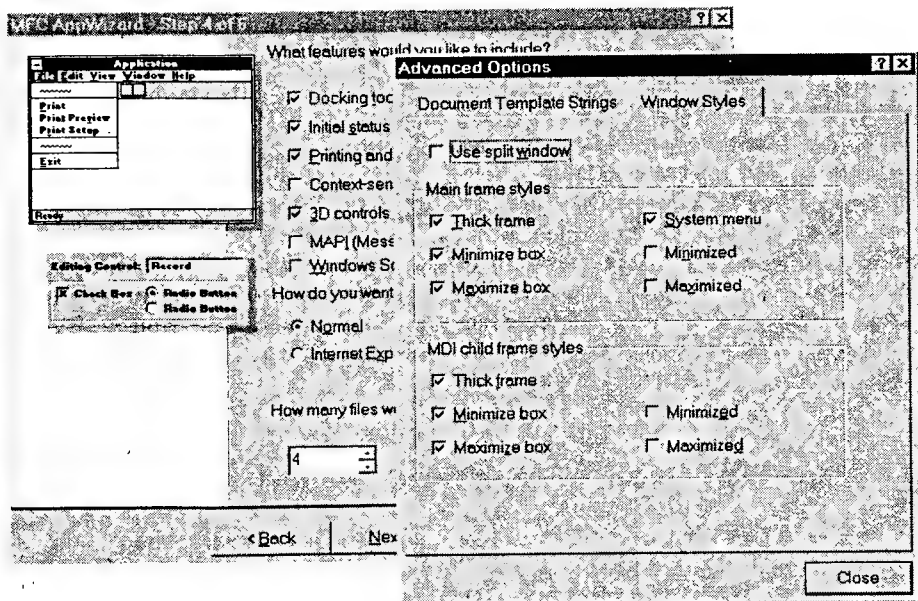 MFC AppWizard - Step 4 of 6
Application
File Edit View Window Help
Print
Print Preview
Print Setup
Exit
Ready
Editing Control: Record
Check Box
Radio Button
Radio Button
What features would you like to include?
Docking too
Initial status
Printing and
Context-sen
3D controls
MAPI (Mess
Windows So
How do you want
Normal
Internet Exp
How many files w
4
< Back
Nex
Advanced Options
Document Template Strings
Window Styles
Use split window
Main frame styles
Thick frame
System menu
Minimize box
Minimized
Maximize box
Maximized
MDI child frame styles
Thick frame
Minimize box
Minimized
Maximize box
Maximized
Close